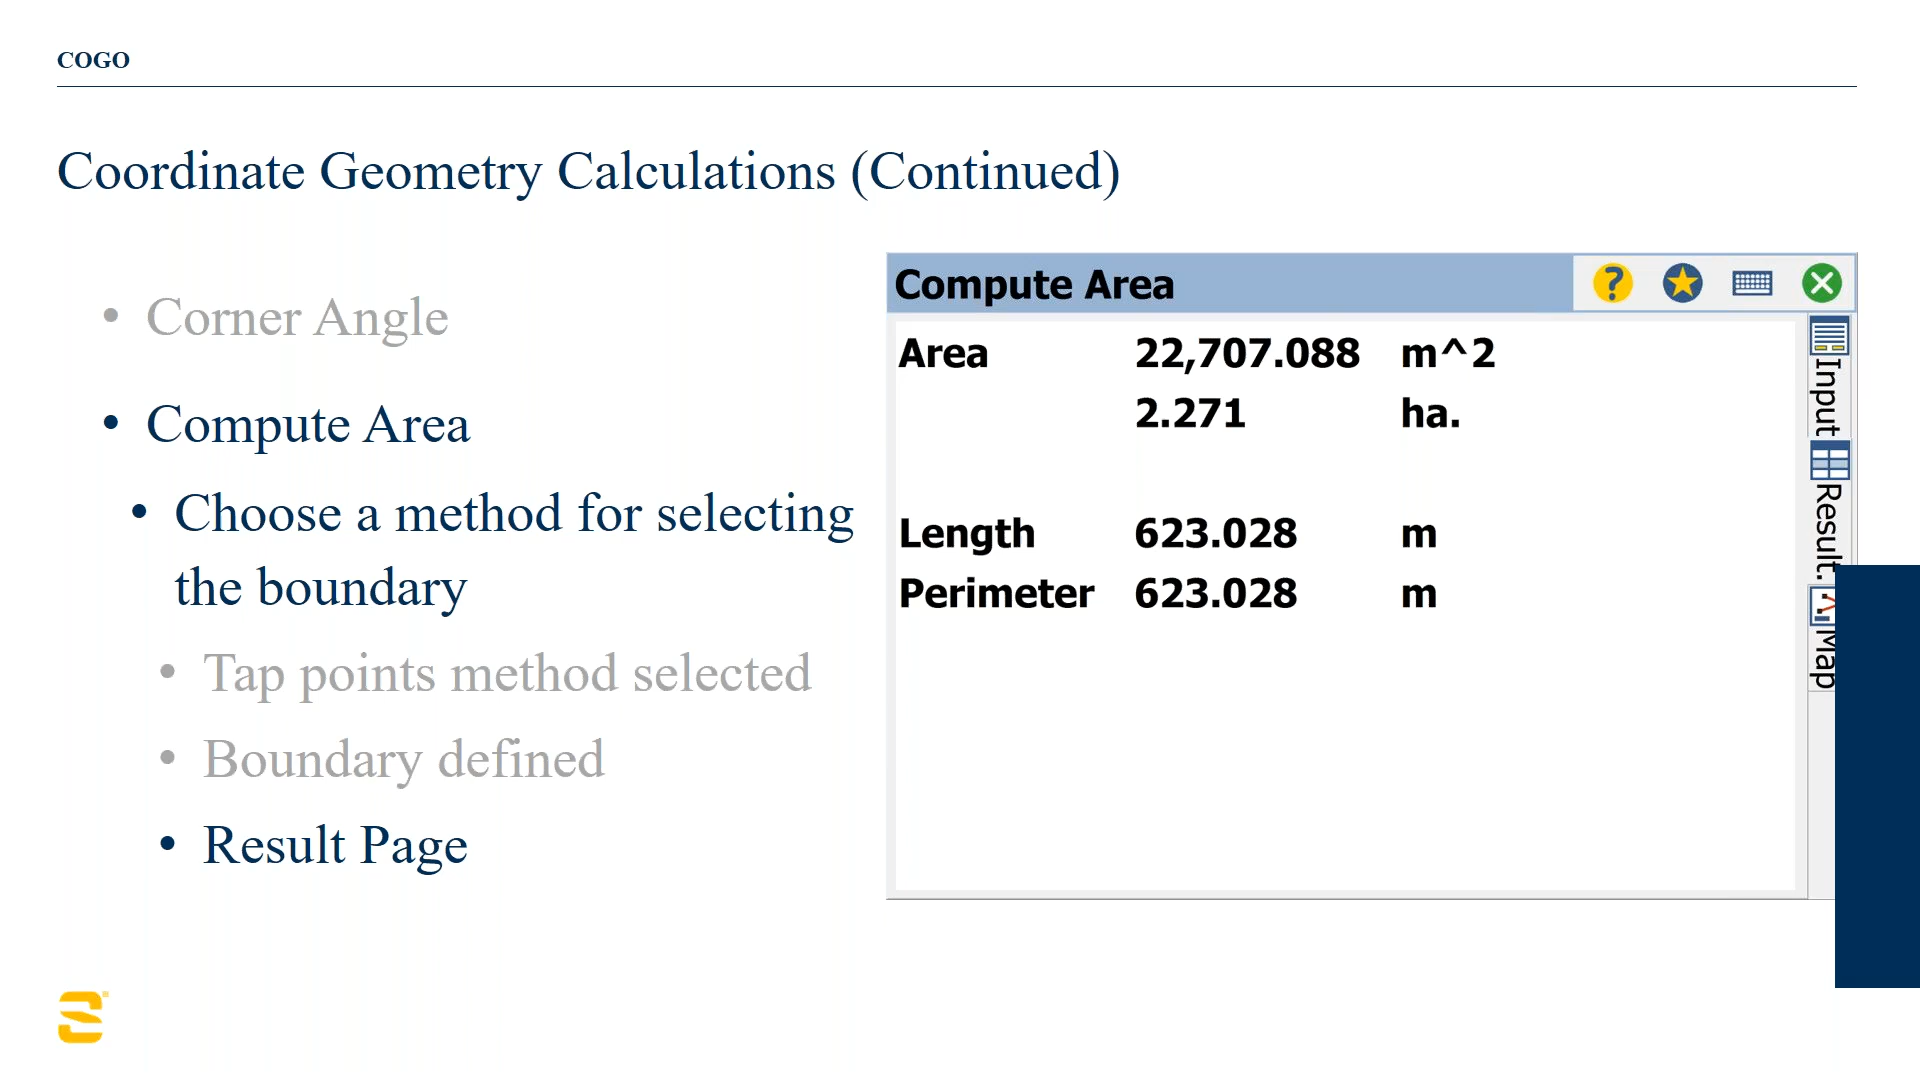 COGO
Coordinate Geometry Calculations (Continued)
• Corner Angle
• Compute Area
• Choose a method for selecting
the boundary
• Tap points method selected
• Boundary defined
• Result Page
Compute Area
Area 22,707.088 m^2
2.271 ha.
Length 623.028 m
Perimeter 623.028 m
Input
Result.
Map